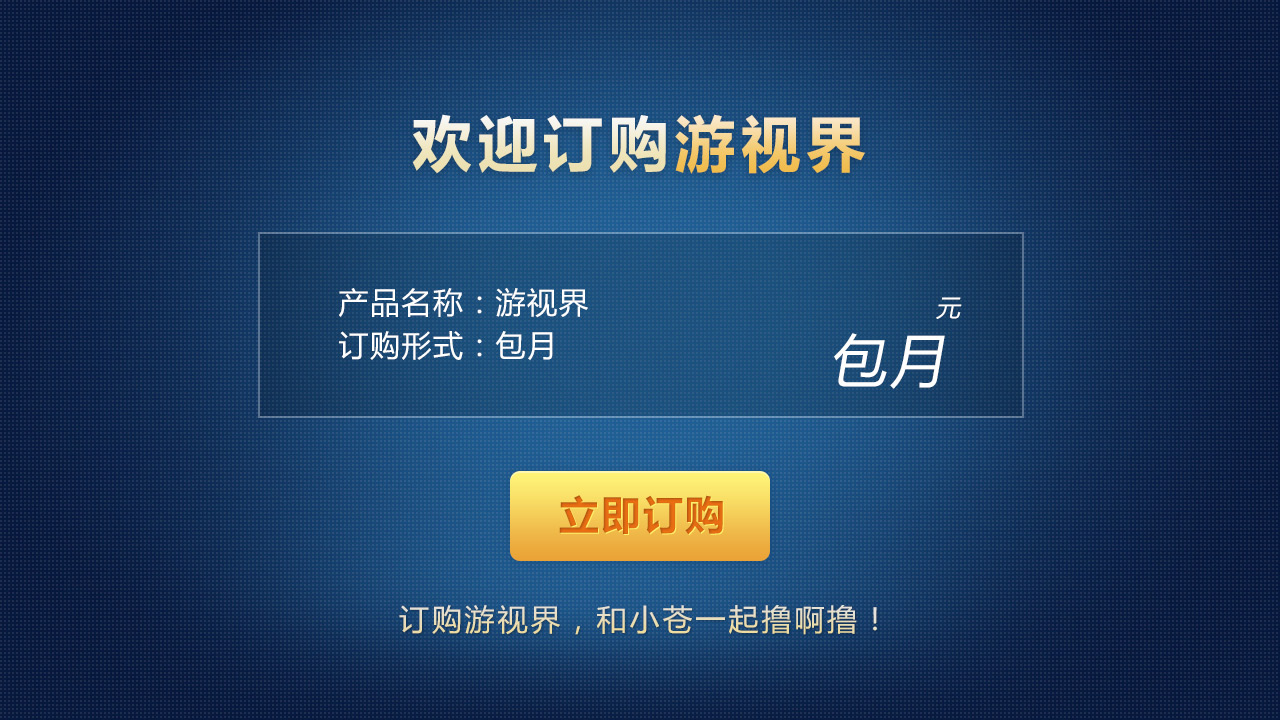 欢迎订购游视界
产品名称：游视界
元
订购形式：包月
包月
立即订购
订购游视界，和小苍一起撸啊撸！